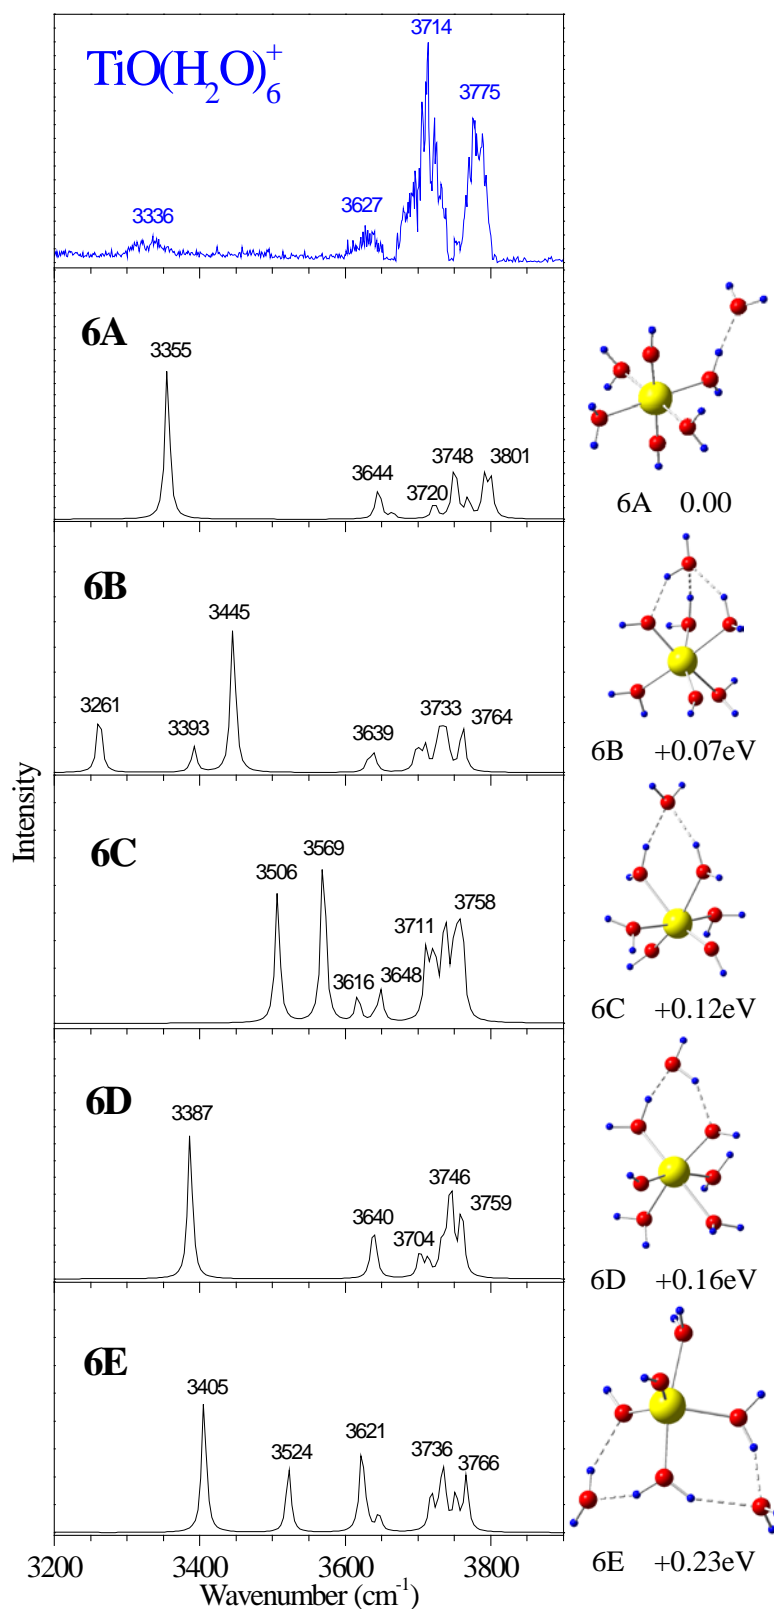 TiO(H₂O)₆⁺
3714
3775
3336
3627
6A
3355
3644
3720
3748
3801
6A 0.00
6B
3261
3393
3445
3639
3733
3764
6B +0.07eV
6C
3506
3569
3616
3648
3711
3758
6C +0.12eV
6D
3387
3640
3704
3746
3759
6D +0.16eV
6E
3405
3524
3621
3736
3766
6E +0.23eV
Intensity
3200 3400 3600 3800
Wavenumber (cm⁻¹)